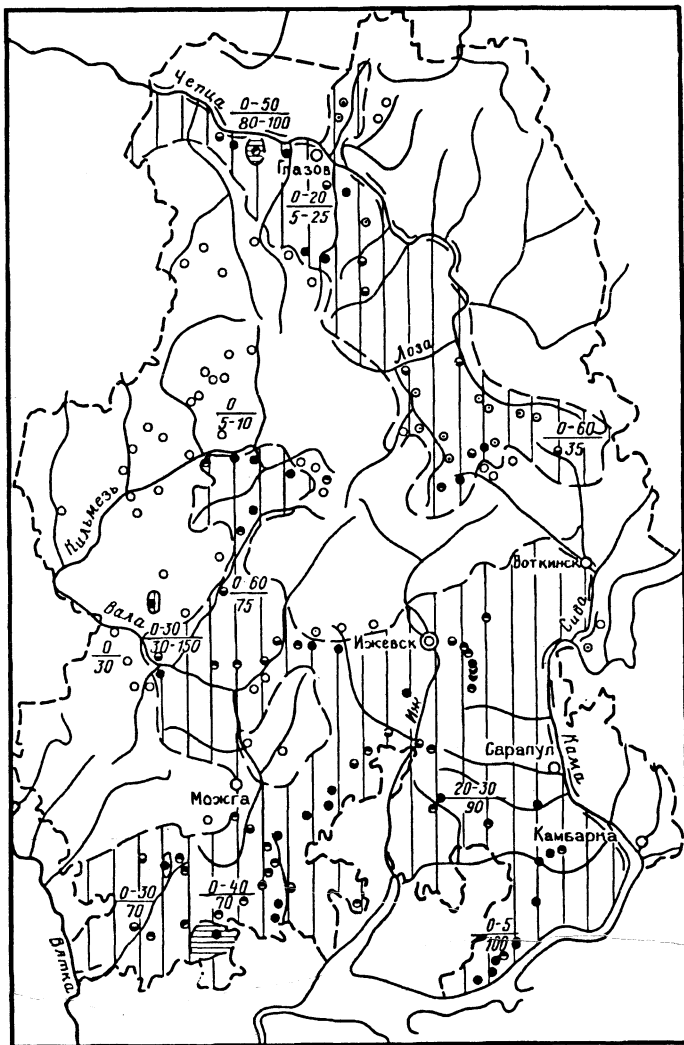 Чепца
0-50
80-100
Глазов
0-20
5-25
Лоза
0
5-10
0-60
35
Кильмезь
Воткинск
0-60
75
Вала
0-30
30-150
0
30
Сива
Ижевск
Иж
Кама
Сарапул
Можга
20-30
90
Камбарка
0-30
70
0-40
70
0-5
100
Вятка